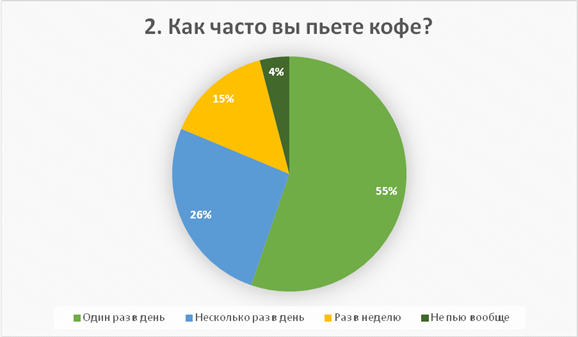 2. Как часто вы пьете кофе?
4%
15%
55%
26%
Один раз в день Несколько раз в день Раз в неделю Не пью вообще